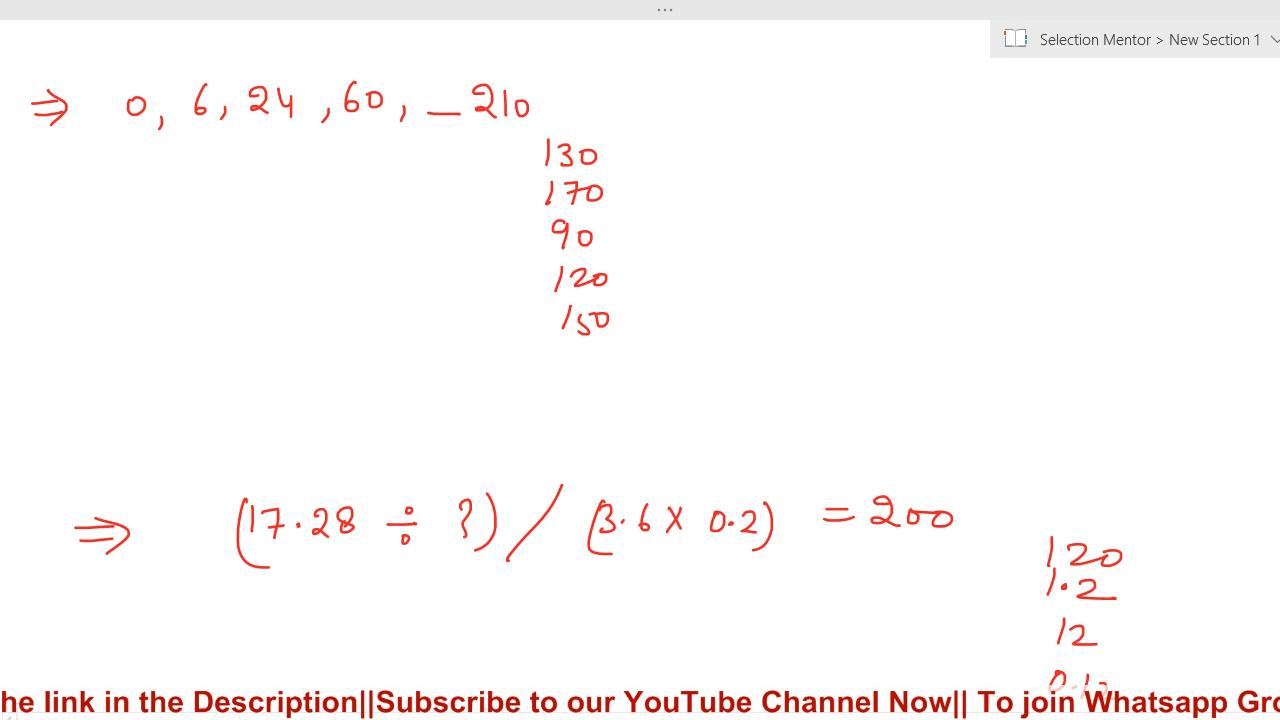 ...
Selection Mentor > New Section 1
⇒ 0, 6, 24, 60, _ 210
130
170
90
120
150
⇒ (17.28 ÷ ?) / (3.6 X 0.2) = 200
120
1.2
12
he link in the Description||Subscribe to our YouTube Channel Now|| To join Whatsapp Gro